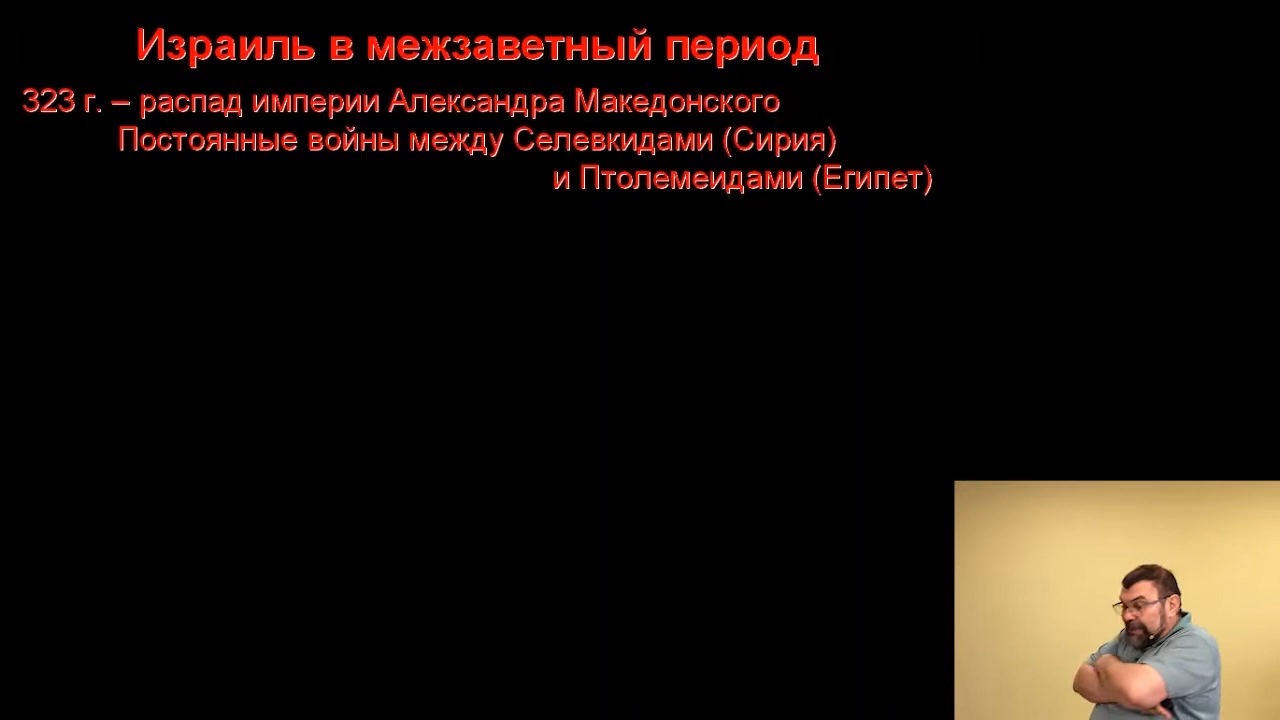 Израиль в межзаветный период
323 г. – распад империи Александра Македонского
Постоянные войны между Селевкидами (Сирия)
и Птолемеидами (Египет)